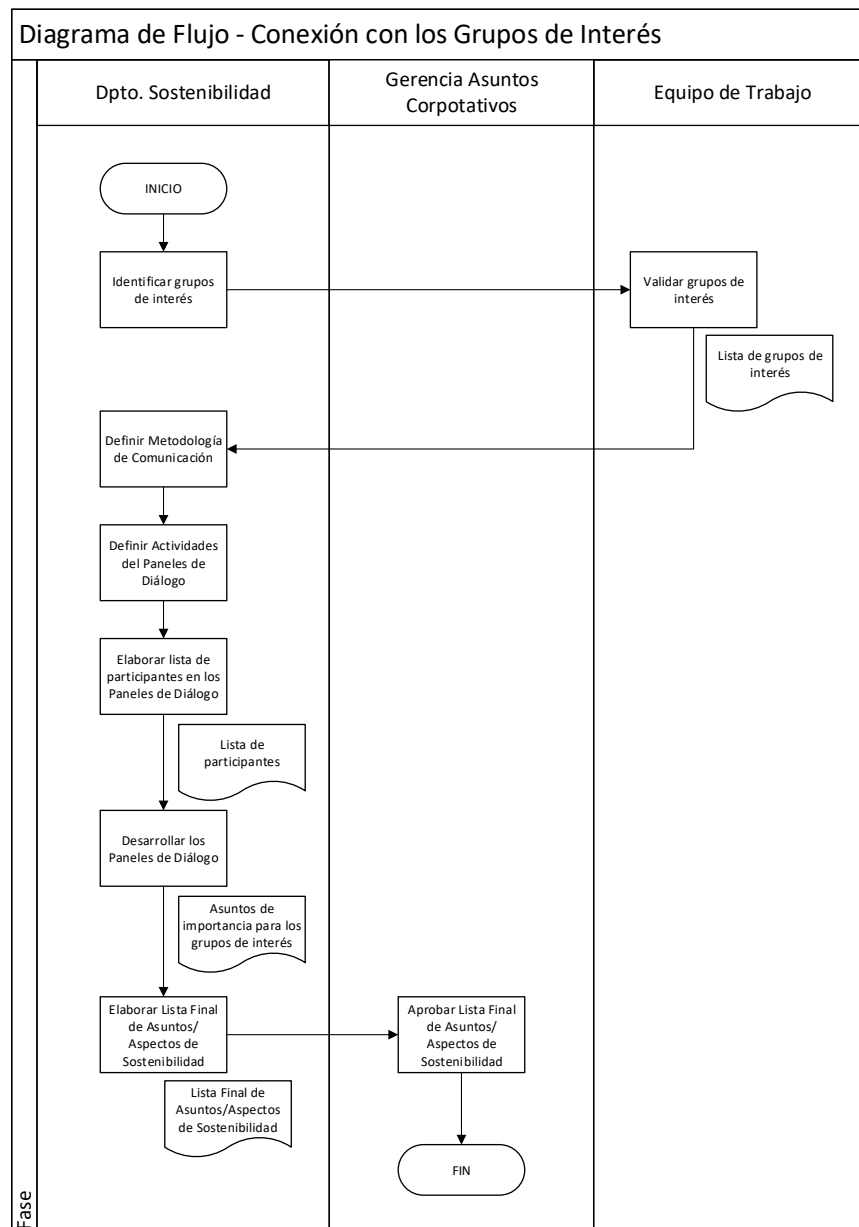 Diagrama de Flujo - Conexión con los Grupos de Interés
Dpto. Sostenibilidad
Gerencia Asuntos
Corpotativos
Equipo de Trabajo
INICIO
Identificar grupos
de interés
Validar grupos de
interés
Lista de grupos de
interés
Definir Metodología
de Comunicación
Definir Actividades
del Paneles de
Diálogo
Elaborar lista de
participantes en los
Paneles de Diálogo
Lista de
participantes
Desarrollar los
Paneles de Diálogo
Asuntos de
importancia para los
grupos de interés
Elaborar Lista Final
de Asuntos/
Aspectos de
Sostenibilidad
Aprobar Lista Final
de Asuntos/
Aspectos de
Sostenibilidad
Lista Final de
Asuntos/Aspectos
de Sostenibilidad
FIN
Fase